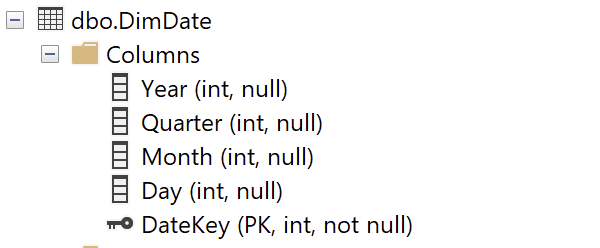 dbo.DimDate
Columns
Year (int, null)
Quarter (int, null)
Month (int, null)
Day (int, null)
DateKey (PK, int, not null)